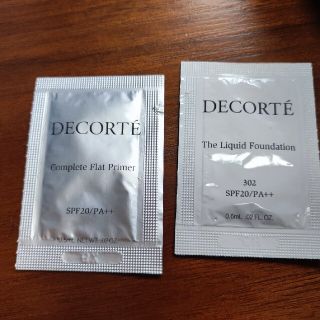 DECORTÉ
Complete Flat Primer
SPF20/PA++
DECORTÉ
The Liquid Foundation
302
SPF20/PA++
0.6mL .02 FL.OZ.